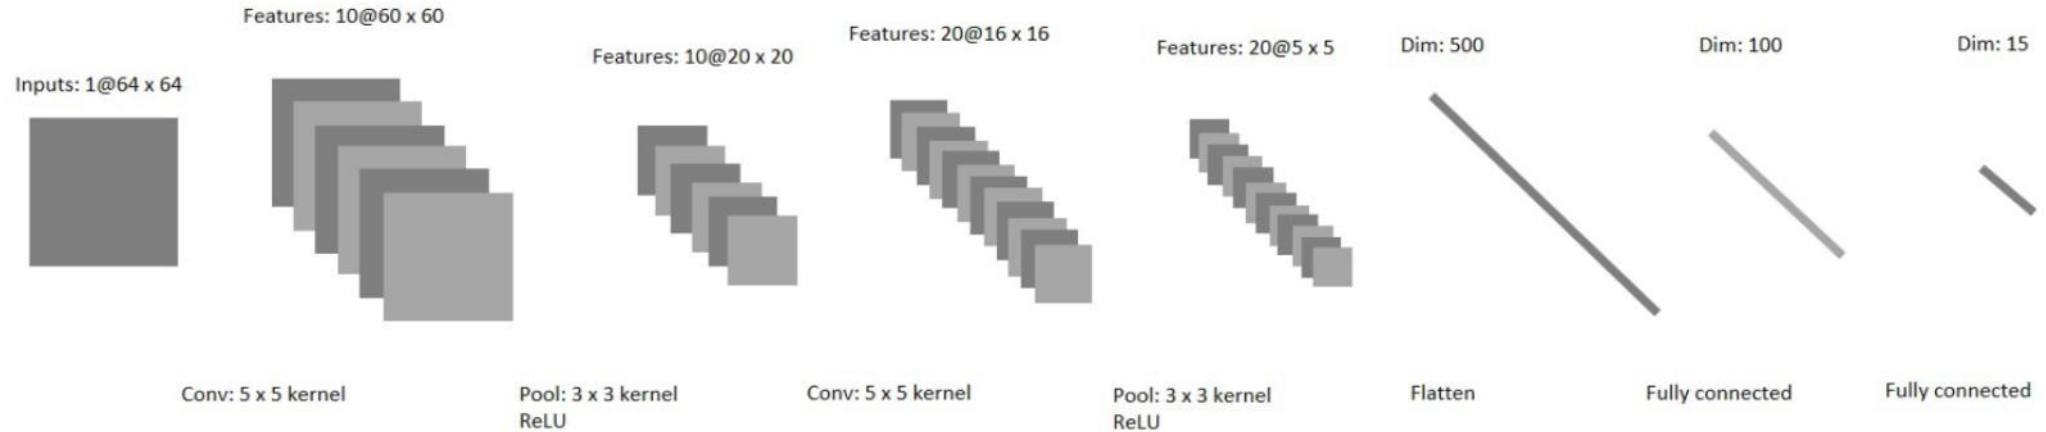 Features: 10@60 x 60
Features: 20@16 x 16
Features: 10@20 x 20
Features: 20@5 x 5
Dim: 500
Dim: 100
Dim: 15
Inputs: 1@64 x 64
Conv: 5 x 5 kernel
Pool: 3 x 3 kernel
ReLU
Conv: 5 x 5 kernel
Pool: 3 x 3 kernel
ReLU
Flatten
Fully connected
Fully connected